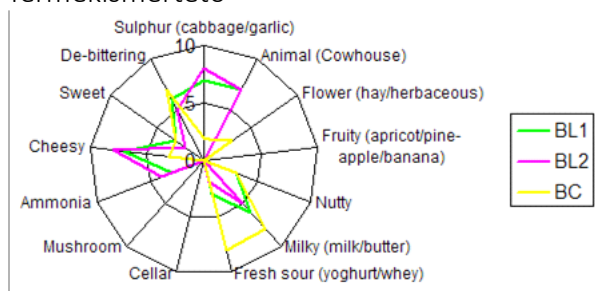 Sulphur (cabbage/garlic)
10
De-bittering
Animal (Cowhouse)
Sweet
5
Flower (hay/herbaceous)
Cheesy
0
Fruity (apricot/pine-
apple/banana)
Ammonia
Nutty
Mushroom
Milky (milk/butter)
Cellar
Fresh sour (yoghurt/whey)
BL1
BL2
BC